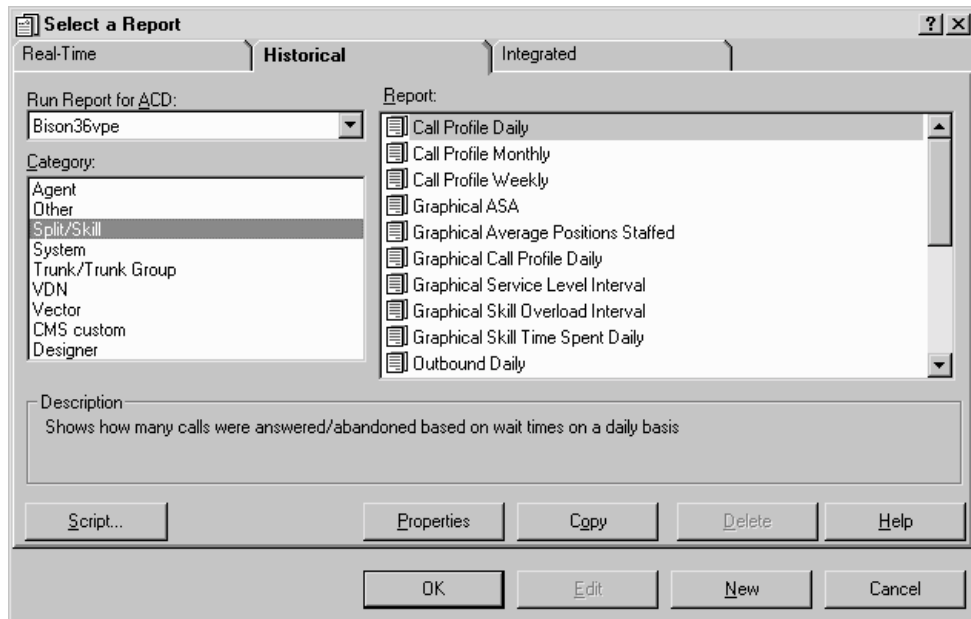 Select a Report
? x
Real-Time
Historical
Integrated
Run Report for ACD:
Bison36vpe
Category:
Agent
Other
Split/Skill
System
Trunk/Trunk Group
VDN
Vector
CMS custom
Designer
Report:
Call Profile Daily
Call Profile Monthly
Call Profile Weekly
Graphical ASA
Graphical Average Positions Staffed
Graphical Call Profile Daily
Graphical Service Level Interval
Graphical Skill Overload Interval
Graphical Skill Time Spent Daily
Outbound Daily
Description
Shows how many calls were answered/abandoned based on wait times on a daily basis
Script...
Properties
Copy
Delete
Help
OK
Edit
New
Cancel